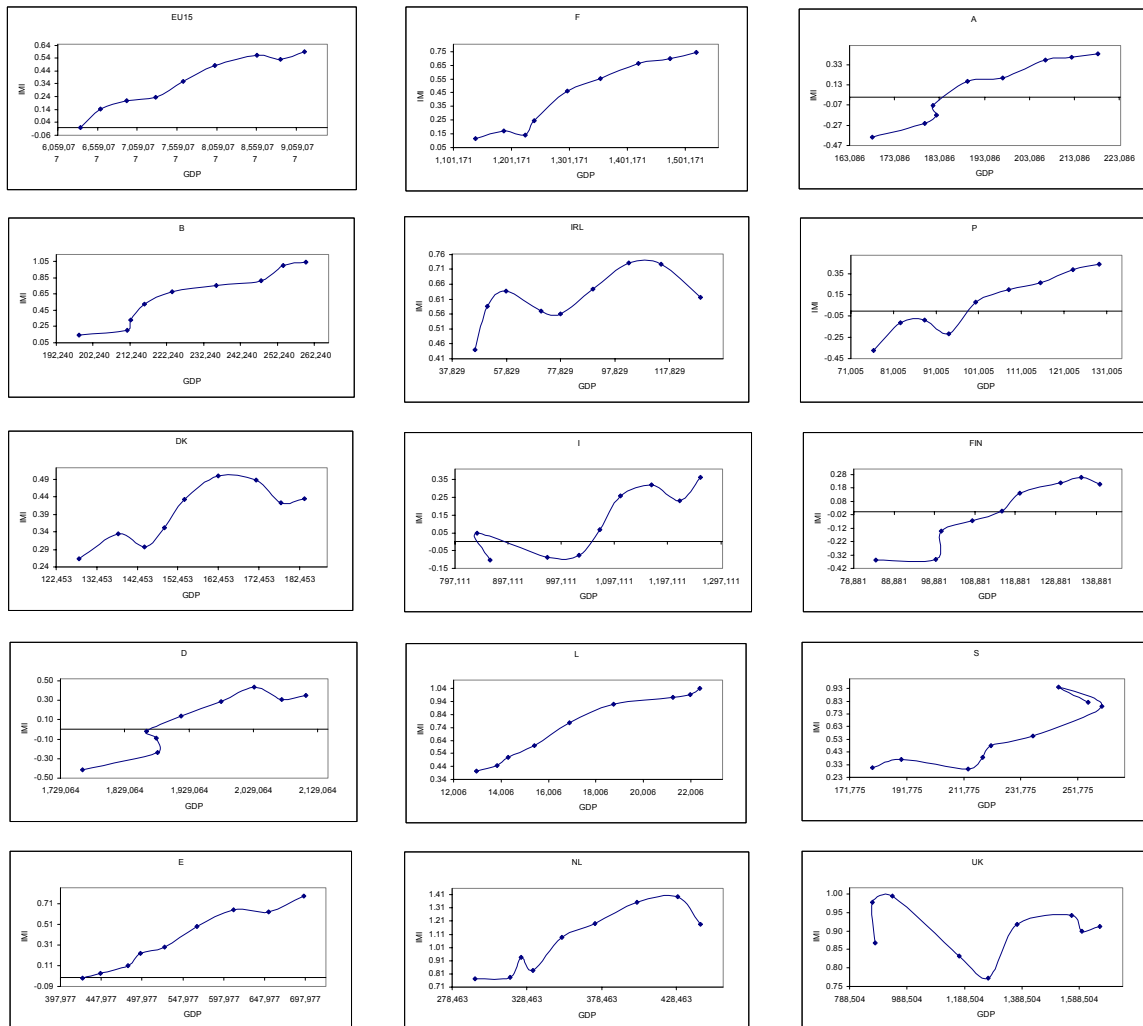 EU15
0.64
0.54
0.44
0.34
0.24
0.14
0.04
-0.06
IMI
6,059,07 6,559,07 7,059,07 7,559,07 8,059,07 8,559,07 9,059,07
7 7 7 7 7 7 7
GDP
F
0.75
0.65
0.55
0.45
0.35
0.25
0.15
0.05
IMI
1,101,171 1,201,171 1,301,171 1,401,171 1,501,171
GDP
A
0.33
0.13
-0.07
-0.27
-0.47
IMI
163,086 173,086 183,086 193,086 203,086 213,086 223,086
GDP
B
1.05
0.85
0.65
0.45
0.25
0.05
IMI
192,240 202,240 212,240 222,240 232,240 242,240 252,240 262,240
GDP
IRL
0.76
0.71
0.66
0.61
0.56
0.51
0.46
0.41
IMI
37,829 57,829 77,829 97,829 117,829
GDP
P
0.35
0.15
-0.05
-0.25
-0.45
IMI
71,005 81,005 91,005 101,005 111,005 121,005 131,005
GDP
DK
0.49
0.44
0.39
0.34
0.29
0.24
IMI
122,453 132,453 142,453 152,453 162,453 172,453 182,453
GDP
I
0.35
0.25
0.15
0.05
-0.05
-0.15
IMI
797,111 897,111 997,111 1,097,111 1,197,111 1,297,111
GDP
FIN
0.28
0.18
0.08
-0.02
-0.12
-0.22
-0.32
-0.42
IMI
78,881 88,881 98,881 108,881 118,881 128,881 138,881
GDP
D
0.50
0.30
0.10
-0.10
-0.30
-0.50
IMI
1,729,064 1,829,064 1,929,064 2,029,064 2,129,064
GDP
L
1.04
0.94
0.84
0.74
0.64
0.54
0.44
0.34
IMI
12,006 14,006 16,006 18,006 20,006 22,006
GDP
S
0.93
0.83
0.73
0.63
0.53
0.43
0.33
0.23
IMI
171,775 191,775 211,775 231,775 251,775
GDP
E
0.71
0.51
0.31
0.11
-0.09
IMI
397,977 447,977 497,977 547,977 597,977 647,977 697,977
GDP
NL
1.41
1.31
1.21
1.11
1.01
0.91
0.81
0.71
IMI
278,463 328,463 378,463 428,463
GDP
UK
1.00
0.95
0.90
0.85
0.80
0.75
IMI
788,504 988,504 1,188,504 1,388,504 1,588,504
GDP